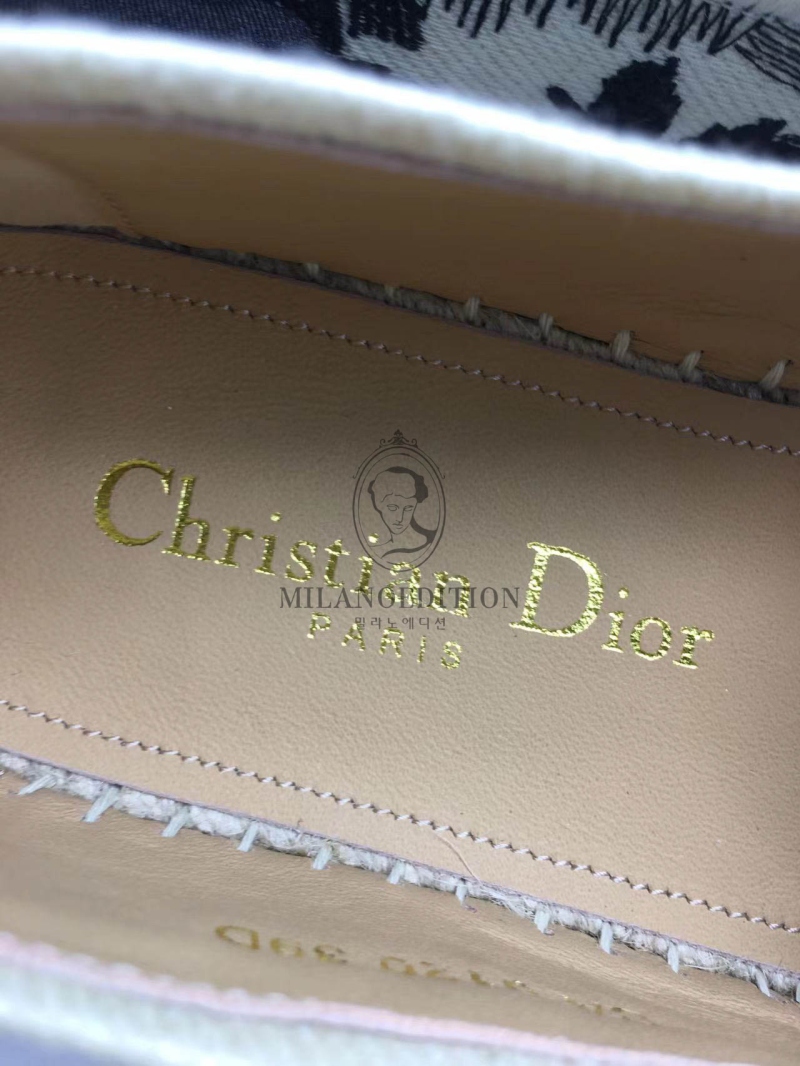 Christian Dior
PARIS
MILANOEDITION
밀라노에디션